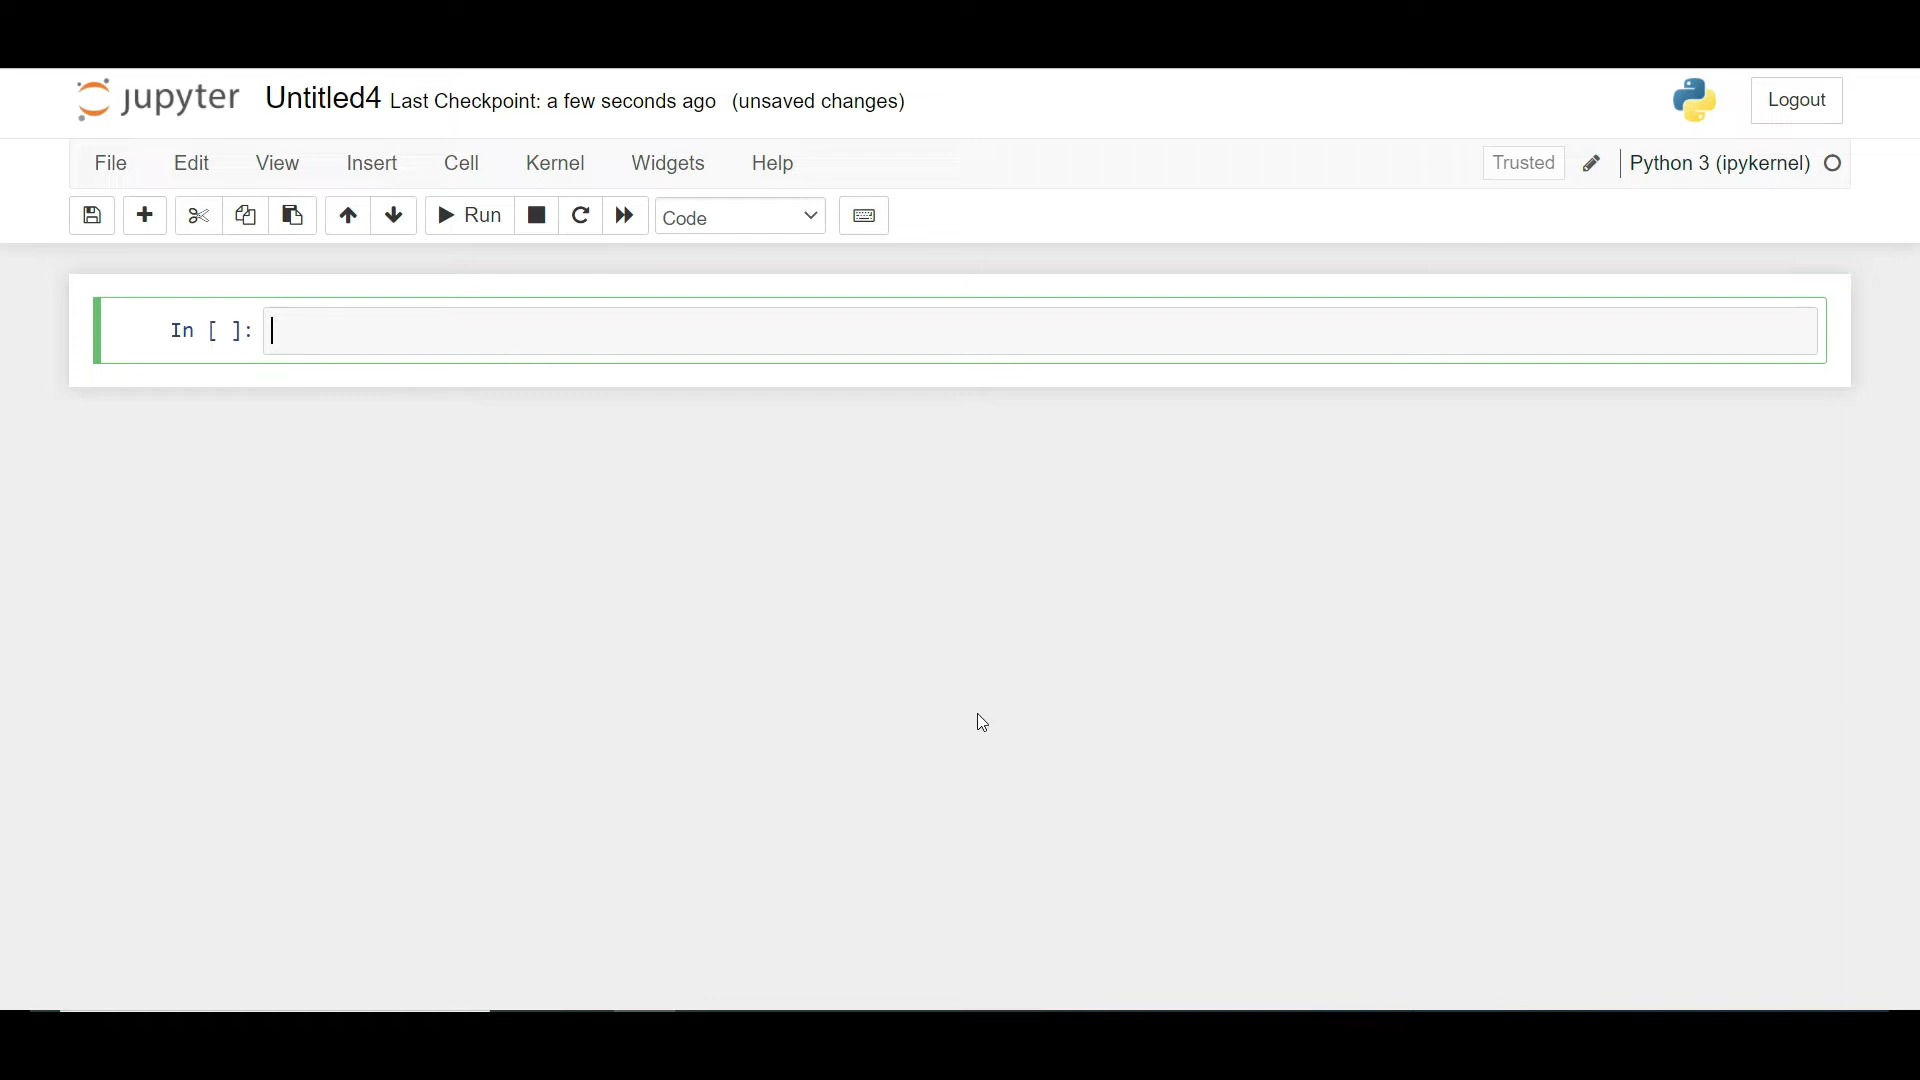 jupyter Untitled4 Last Checkpoint: a few seconds ago (unsaved changes) Logout
File Edit View Insert Cell Kernel Widgets Help Trusted Python 3 (ipykernel)
Run Code
In [ ]: